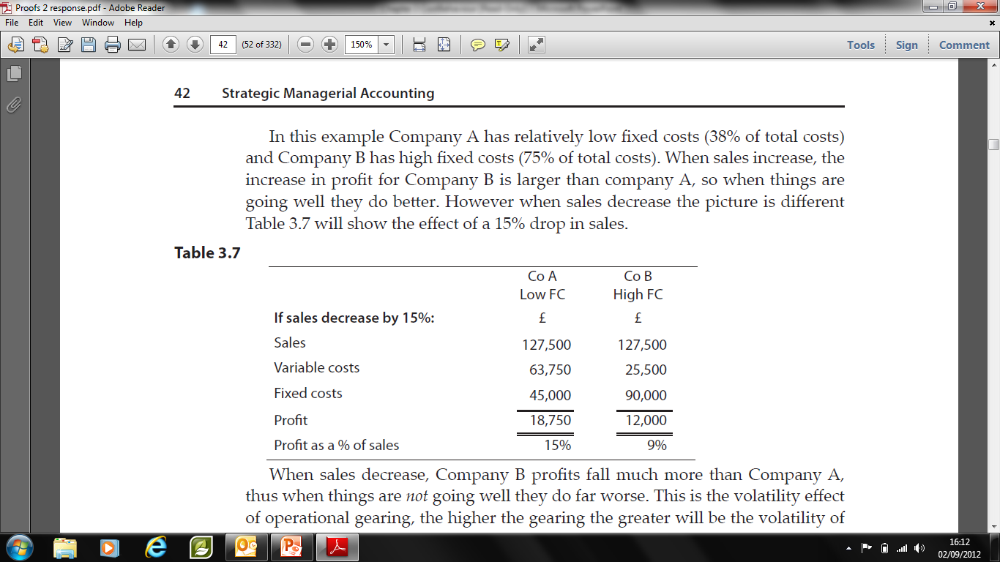 Proofs 2 response.pdf - Adobe Reader
File Edit View Window Help
42 (52 of 332) 150% Tools Sign Comment
42 Strategic Managerial Accounting
In this example Company A has relatively low fixed costs (38% of total costs)
and Company B has high fixed costs (75% of total costs). When sales increase, the
increase in profit for Company B is larger than company A, so when things are
going well they do better. However when sales decrease the picture is different
Table 3.7 will show the effect of a 15% drop in sales.
Table 3.7
Co A Co B
Low FC High FC
If sales decrease by 15%: £ £
Sales 127,500 127,500
Variable costs 63,750 25,500
Fixed costs 45,000 90,000
Profit 18,750 12,000
Profit as a % of sales 15% 9%
When sales decrease, Company B profits fall much more than Company A,
thus when things are not going well they do far worse. This is the volatility effect
of operational gearing, the higher the gearing the greater will be the volatility of
16:12
02/09/2012